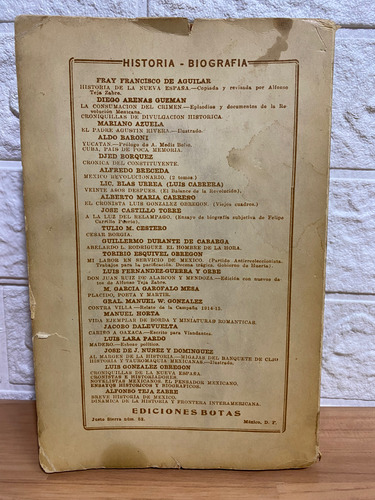 HISTORIA - BIOGRAFIA
FRAY FRANCISCO DE AGUILAR
HISTORIA DE LA NUEVA ESPAÑA.—Copiada y revisada por Alfonso
Teja Zabre.
DIEGO ARENAS GUZMAN
LA CONSUMACION DEL CRIMEN.—Episodios y documentos de la Re
volución Mexicana.
CRONIQUILLAS DE DIVULGACION HISTORICA.
MARIANO AZUELA
EL PADRE AGUSTIN RIVERA.—Ilustrado.
ALDO BARONI
YUCATAN.—Prólogo de A. Mediz Bolio.
CUBA, PAIS DE POCA MEMORIA.
DJED BORQUEZ
CRONICA DEL CONSTITUYENTE.
ALFREDO BRECEDA
MEXICO REVOLUCIONARIO. (2 tomos.)
LIC. BLAS URREA (LUIS CABRERA)
VEINTE AÑOS DESPUES. (El Balance de la Revolución).
ALBERTO MARIA CARREÑO
EL CRONISTA LUIS GONZALEZ OBREGON. (Viejos cuadros.)
JOSE CASTILLO TORRE
A LA LUZ DEL RELAMPAGO. (Ensayo de biografía subjetiva de Felipe
Carrillo Puerto).
TULIO M. CESTERO
CESAR BORGIA.
GUILLERMO DURANTE DE CABARGA
ABELARDO L. RODRIGUEZ EL HOMBRE DE LA HORA.
TORIBIO ESQUIVEL OBREGON
MI LABOR EN SERVICIO DE MEXICO. (Partido Antirreeleccionista.
Trabajos para la pacificación. Decena trágica. Gobierno de Huerta).
LUIS FERNANDEZ-GUERRA Y ORBE
DON JUAN RUIZ DE ALARCON Y MENDOZA.—Edición con nuevos da-
tos de Alfonso Teja Zabre.
M. GARCIA GAROFALO MESA
PLACIDO, POETA Y MARTIR.
GRAL. MANUEL W. GONZALEZ
CONTRA VILLA.—Relato de la Campaña 1914-15.
MANUEL HORTA
VIDA EJEMPLAR DE BORDA Y MINIATURAS ROMANTICAS.
JACOBO DALEVUELTA
CARIÑO A OAXACA.—Escrito para Viandantes.
LUIS LARA PARDO
MADERO.—Esbozo político.
JOSE DE J. NUÑEZ Y DOMINGUEZ
AL MARGEN DE LA HISTORIA.—MIGAJAS DEL BANQUETE DE CLIO
HISTORIA Y TAUROMAQUIA MEXICANAS.—Ilustrado.
LUIS GONZALEZ OBREGON
CRONIQUILLAS DE LA NUEVA ESPAÑA
CRONISTAS E HISTORIADORES
NOVELISTAS MEXICANOS. EL PENSADOR MEXICANO.
ENSAYOS HISTORICOS Y BIOGRAFICOS.
ALFONSO TEJA ZABRE
BREVE HISTORIA DE MEXICO.
DINAMICA DE LA HISTORIA Y FRONTERA INTERAMERICANA.
EDICIONES BOTAS
Justo Sierra núm. 52. México, D. F.